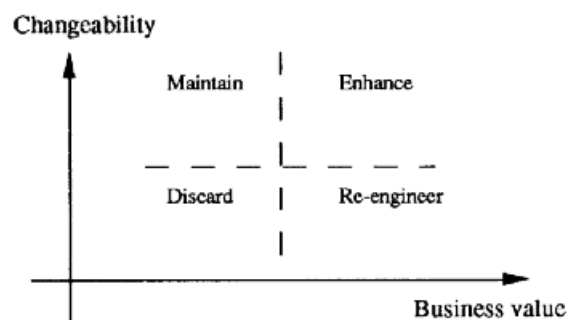 Changeability
Maintain Enhance
Discard Re-engineer
Business value